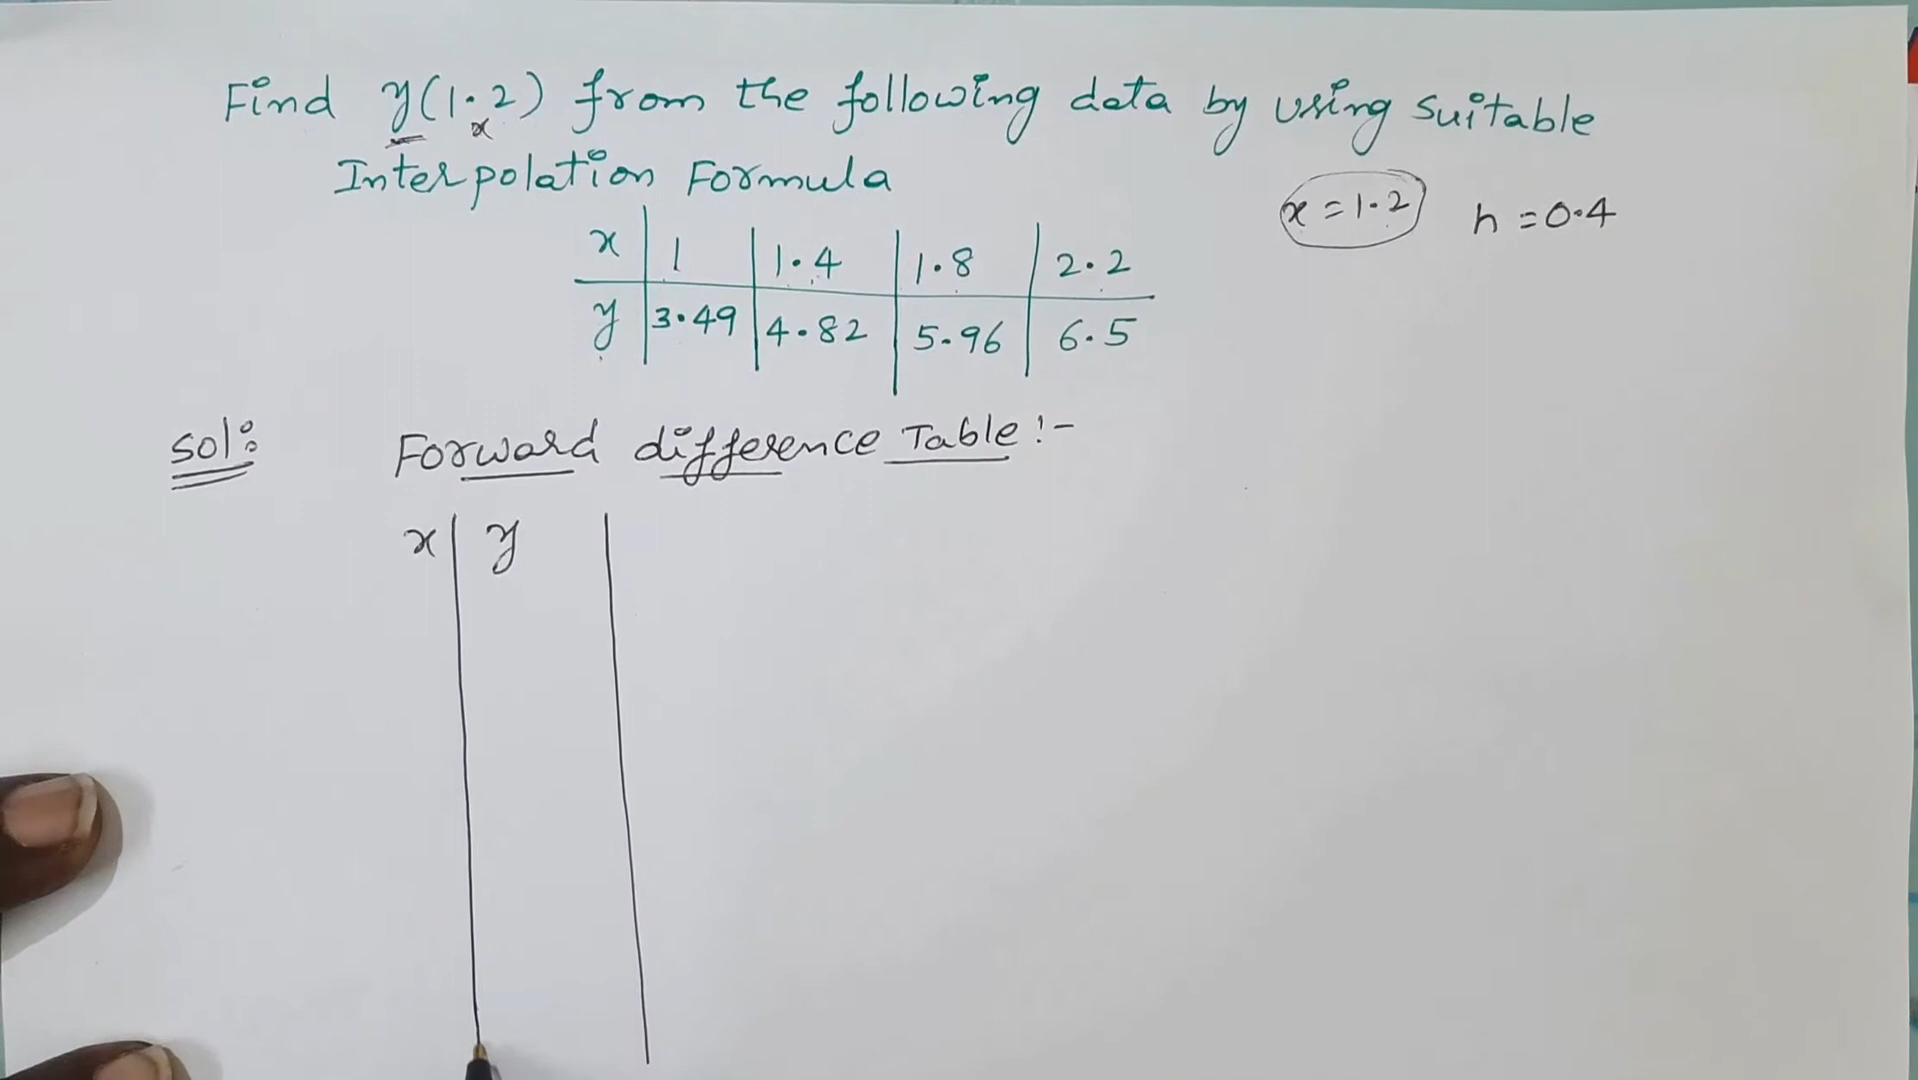 Find y(1.2) from the following data by using suitable
x
Interpolation Formula
x = 1.2 h = 0.4
x 1 1.4 1.8 2.2
y 3.49 4.82 5.96 6.5
Sol: Forward difference Table :-
x y